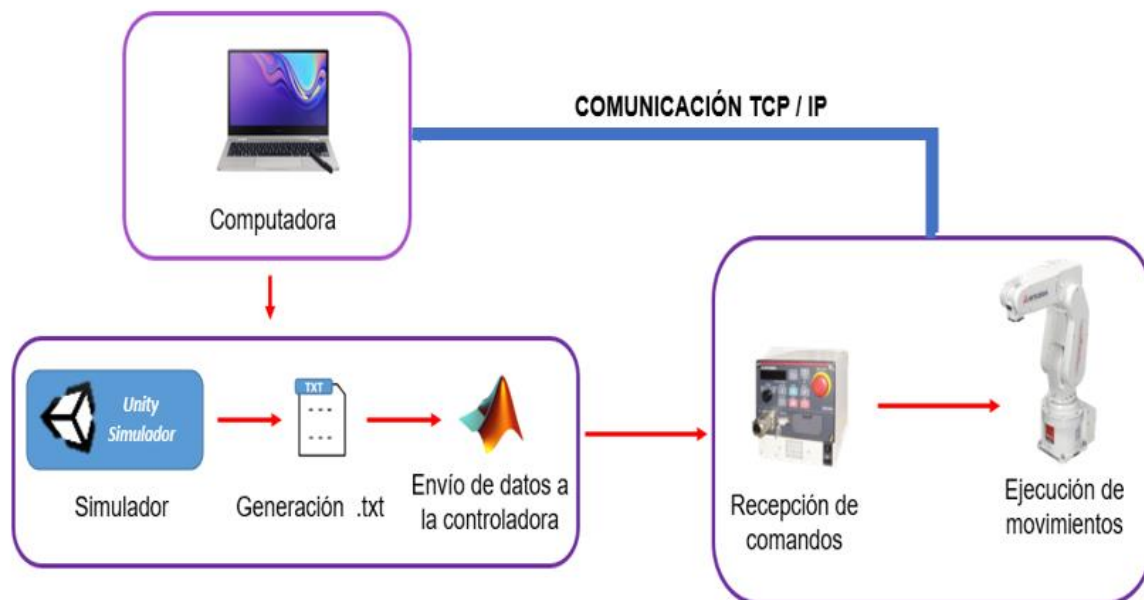 COMUNICACIÓN TCP / IP
Computadora
Unity
Simulador
TXT
Simulador
Generación .txt
Envío de datos a
la controladora
Recepción de
comandos
Ejecución de
movimientos